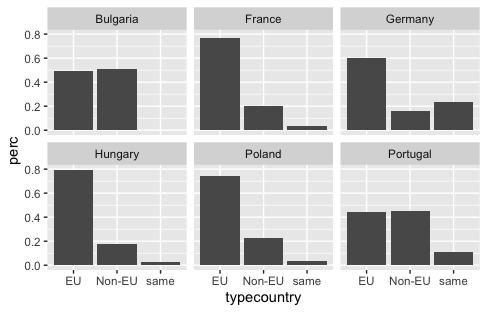 Bulgaria France Germany
0.8
0.6
0.4
0.2
0.0
Hungary Poland Portugal
0.8
0.6
0.4
0.2
0.0
perc
EU Non-EU same EU Non-EU same EU Non-EU same
typecountry